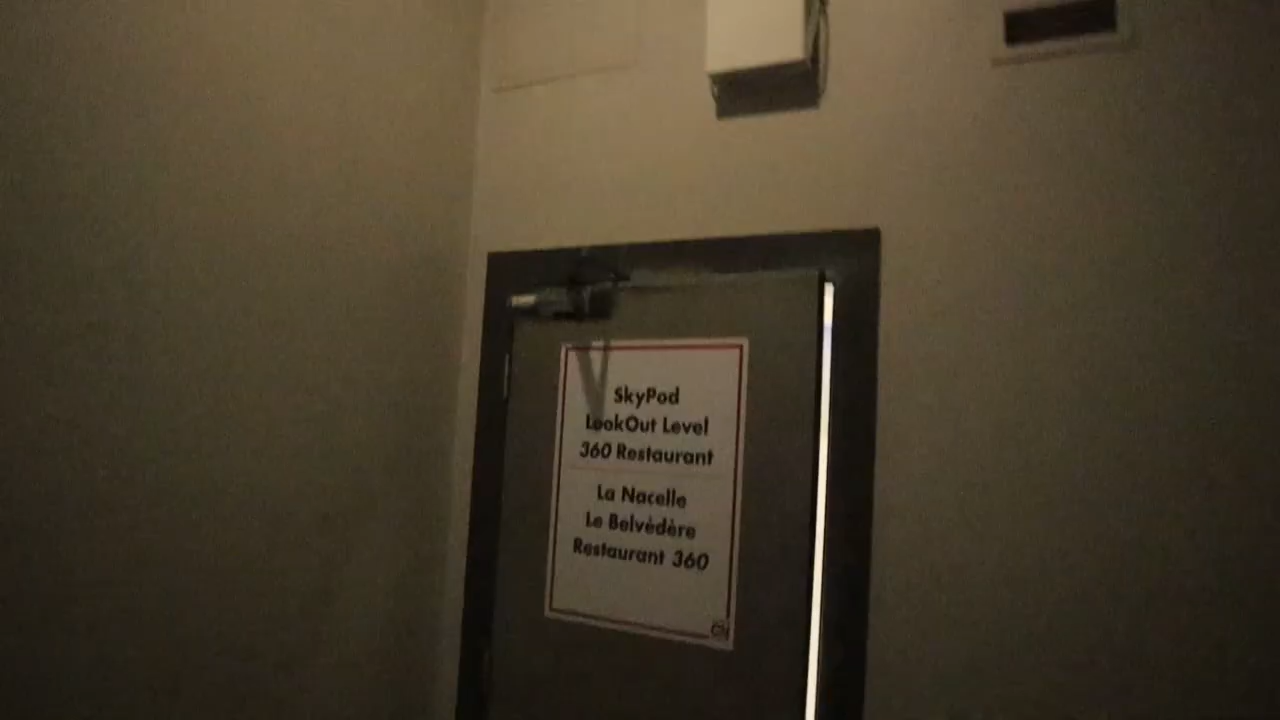 SkyPod
LookOut Level
360 Restaurant
La Nacelle
Le Belvédère
Restaurant 360